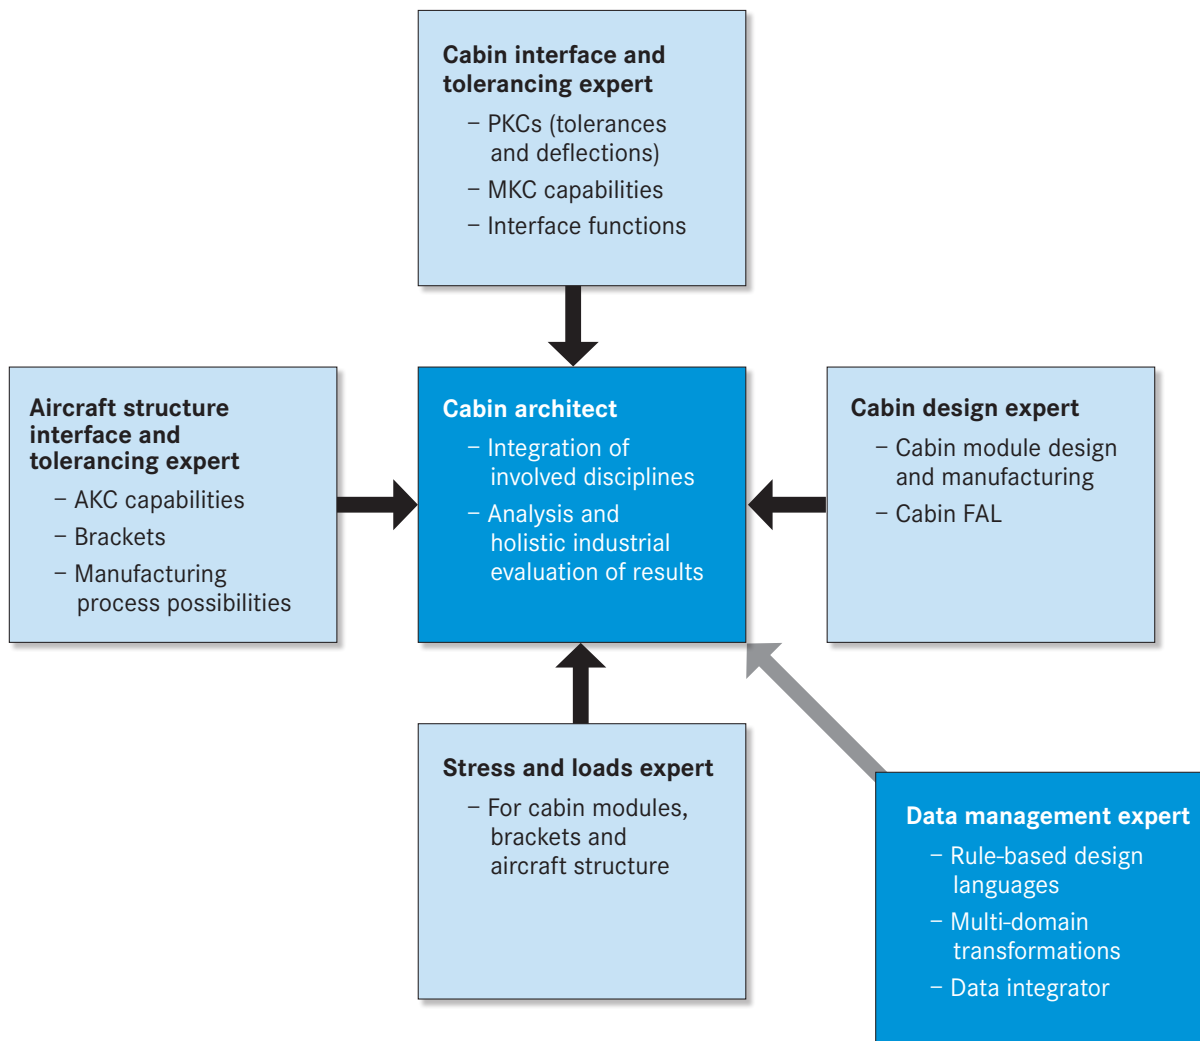 Cabin interface and
tolerancing expert
– PKCs (tolerances
and deflections)
– MKC capabilities
– Interface functions
Aircraft structure
interface and
tolerancing expert
– AKC capabilities
– Brackets
– Manufacturing
process possibilities
Cabin architect
– Integration of
involved disciplines
– Analysis and
holistic industrial
evaluation of results
Cabin design expert
– Cabin module design
and manufacturing
– Cabin FAL
Stress and loads expert
– For cabin modules,
brackets and
aircraft structure
Data management expert
– Rule-based design
languages
– Multi-domain
transformations
– Data integrator